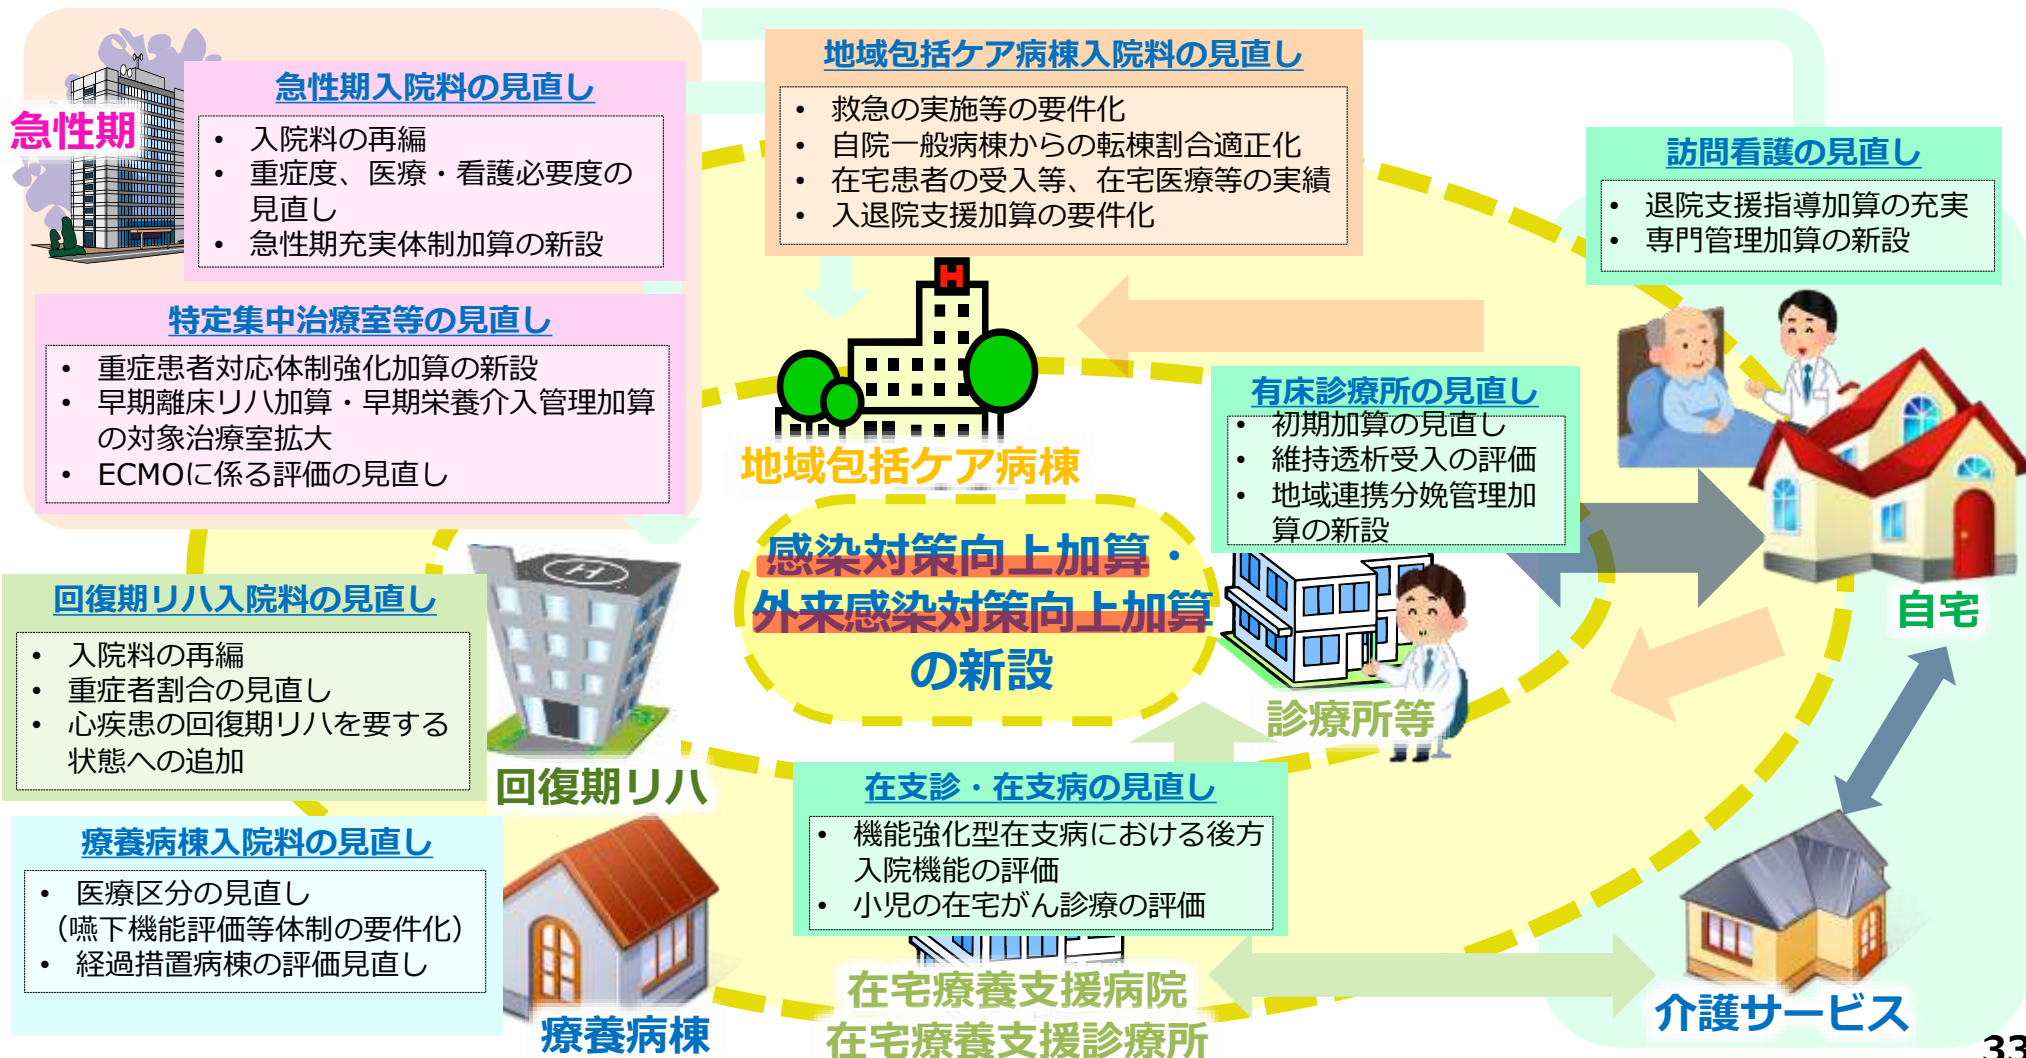 急性期
急性期入院料の見直し
• 入院料の再編
• 重症度、医療・看護必要度の
見直し
• 急性期充実体制加算の新設
特定集中治療室等の見直し
• 重症患者対応体制強化加算の新設
• 早期離床リハ加算・早期栄養介入管理加算
の対象治療室拡大
• ECMOに係る評価の見直し
地域包括ケア病棟入院料の見直し
• 救急の実施等の要件化
• 自院一般病棟からの転棟割合適正化
• 在宅患者の受入等、在宅医療等の実績
• 入退院支援加算の要件化
H
地域包括ケア病棟
訪問看護の見直し
• 退院支援指導加算の充実
• 専門管理加算の新設
有床診療所の見直し
• 初期加算の見直し
• 維持透析受入の評価
• 地域連携分娩管理加
算の新設
自宅
感染対策向上加算・
外来感染対策向上加算
の新設
診療所等
H
回復期リハ入院料の見直し
• 入院料の再編
• 重症者割合の見直し
• 心疾患の回復期リハを要する
状態への追加
回復期リハ
療養病棟入院料の見直し
• 医療区分の見直し
（嚥下機能評価等体制の要件化）
• 経過措置病棟の評価見直し
療養病棟
在支診・在支病の見直し
• 機能強化型在支病における後方
入院機能の評価
• 小児の在宅がん診療の評価
在宅療養支援病院
在宅療養支援診療所
介護サービス
33